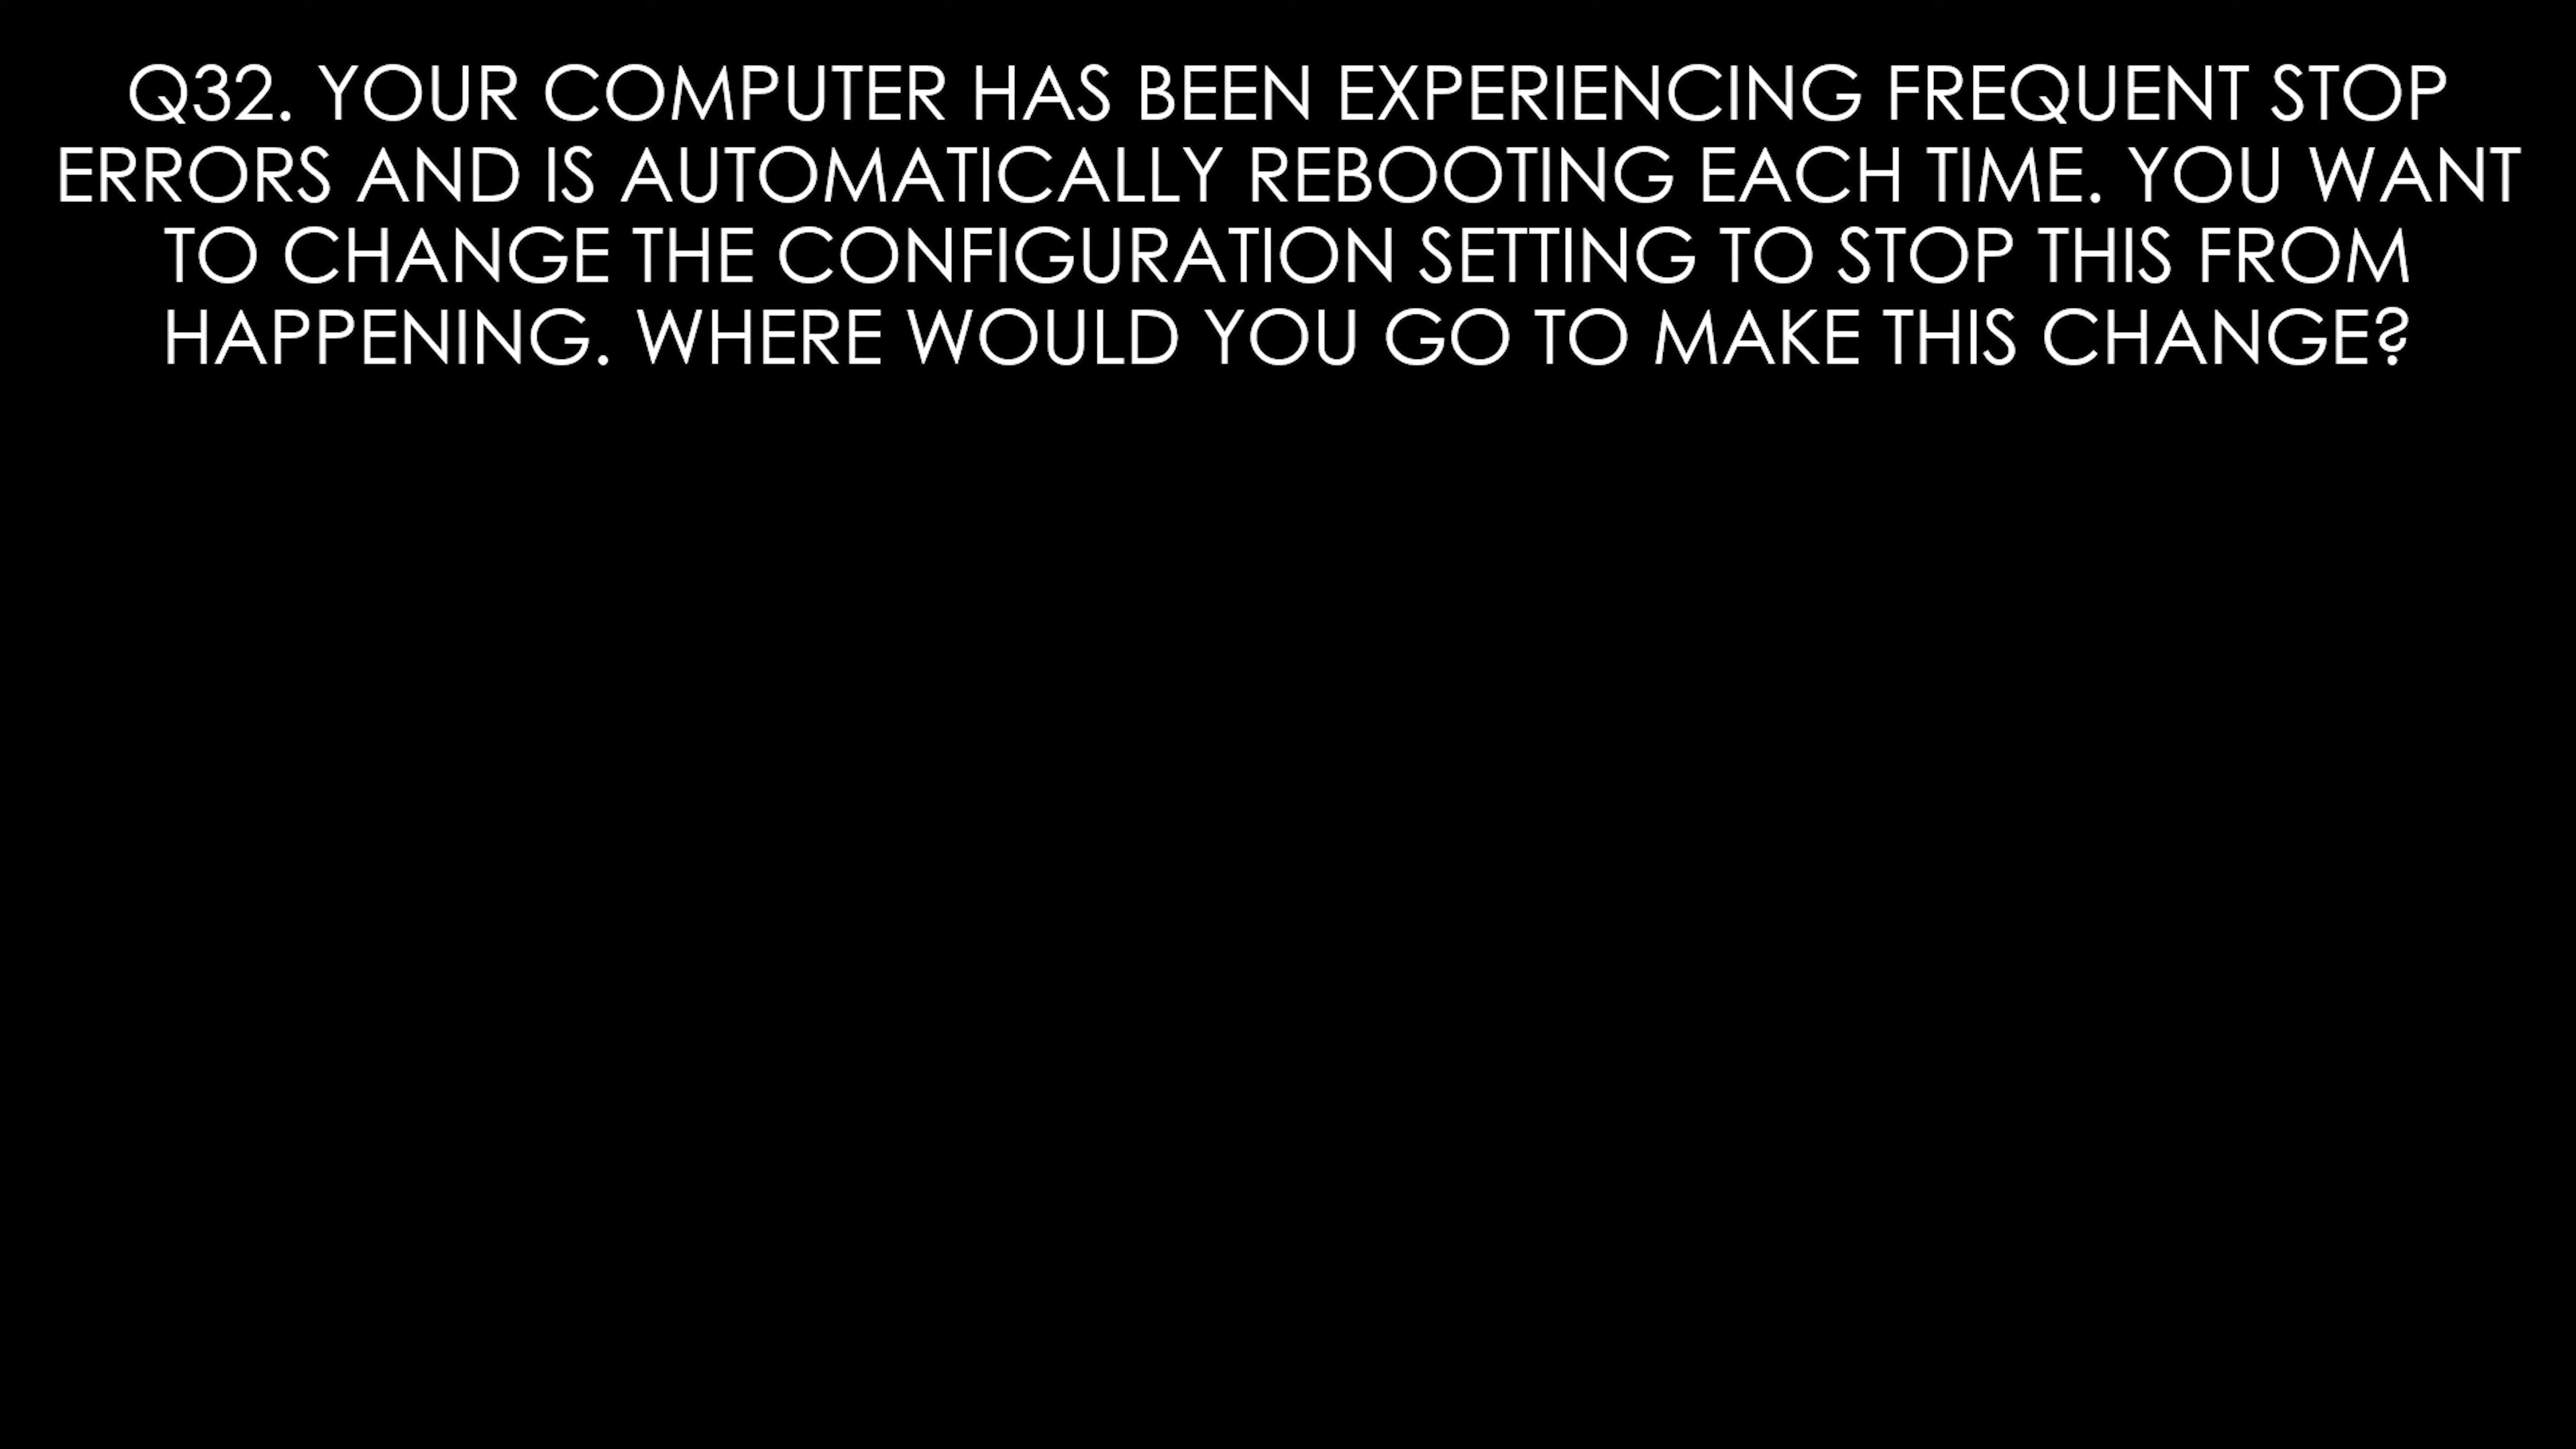 Q32. YOUR COMPUTER HAS BEEN EXPERIENCING FREQUENT STOP
ERRORS AND IS AUTOMATICALLY REBOOTING EACH TIME. YOU WANT
TO CHANGE THE CONFIGURATION SETTING TO STOP THIS FROM
HAPPENING. WHERE WOULD YOU GO TO MAKE THIS CHANGE?